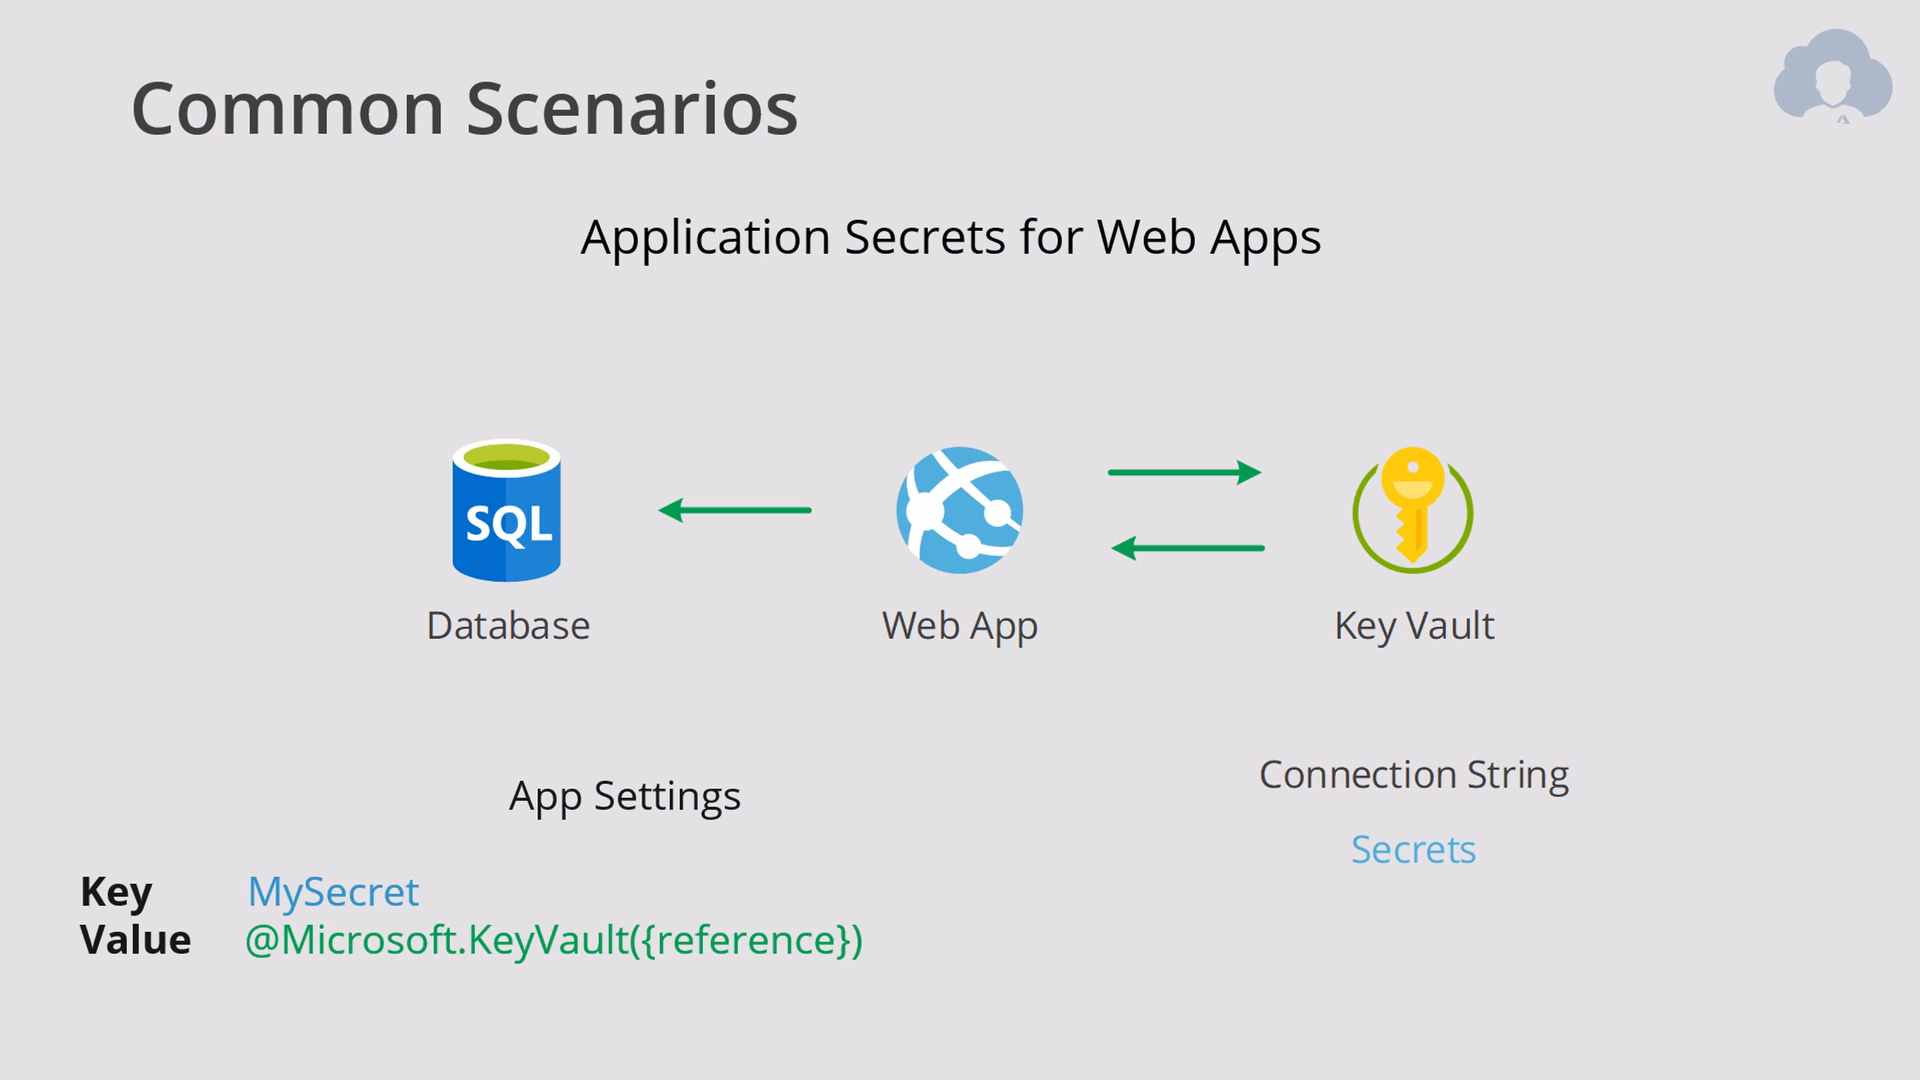 Common Scenarios
Application Secrets for Web Apps
SQL
Database
Web App
Key Vault
App Settings
Connection String
Secrets
Key MySecret
Value @Microsoft.KeyVault({reference})